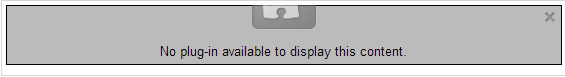 No plug-in available to display this content.